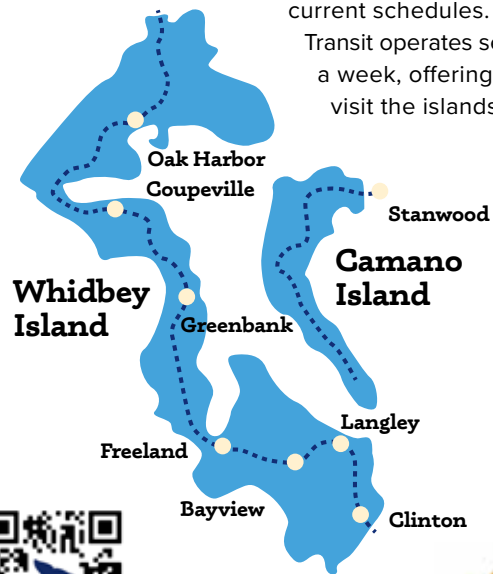 current schedules.
Transit operates
a week, offering
visit the islands
Oak Harbor
Coupeville
Stanwood
Camano
Island
Whidbey
Island
Greenbank
Langley
Freeland
Bayview
Clinton